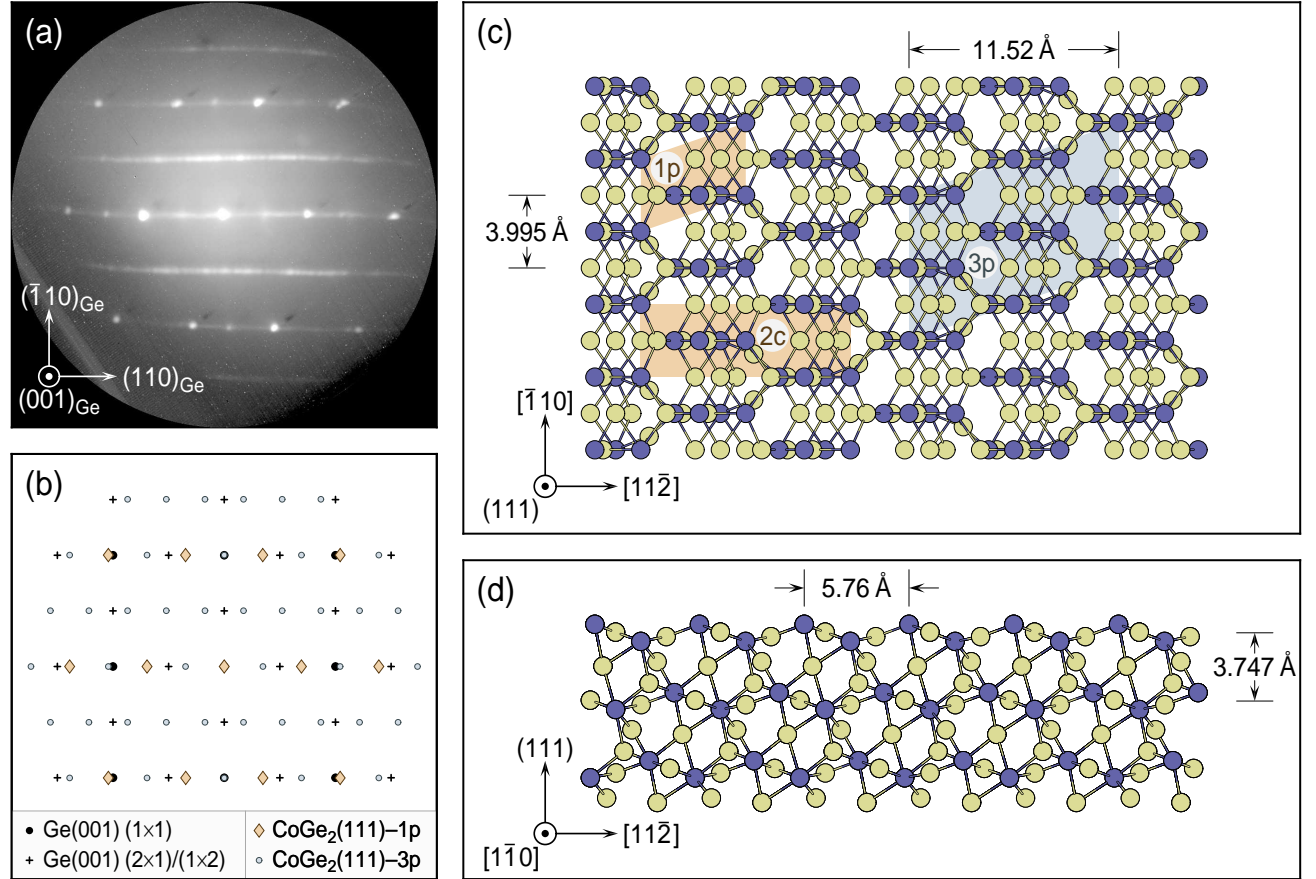 (a)
(1̅10)Ge
(110)Ge
(001)Ge
(b)
Ge(001) (1×1)
Ge(001) (2×1)/(1×2)
CoGe₂(111)–1p
CoGe₂(111)–3p
(c)
11.52 Å
1p
3.995 Å
3p
2c
[1̅10]
[112̅]
(111)
(d)
5.76 Å
3.747 Å
(111)
[112̅]
[11̅0]